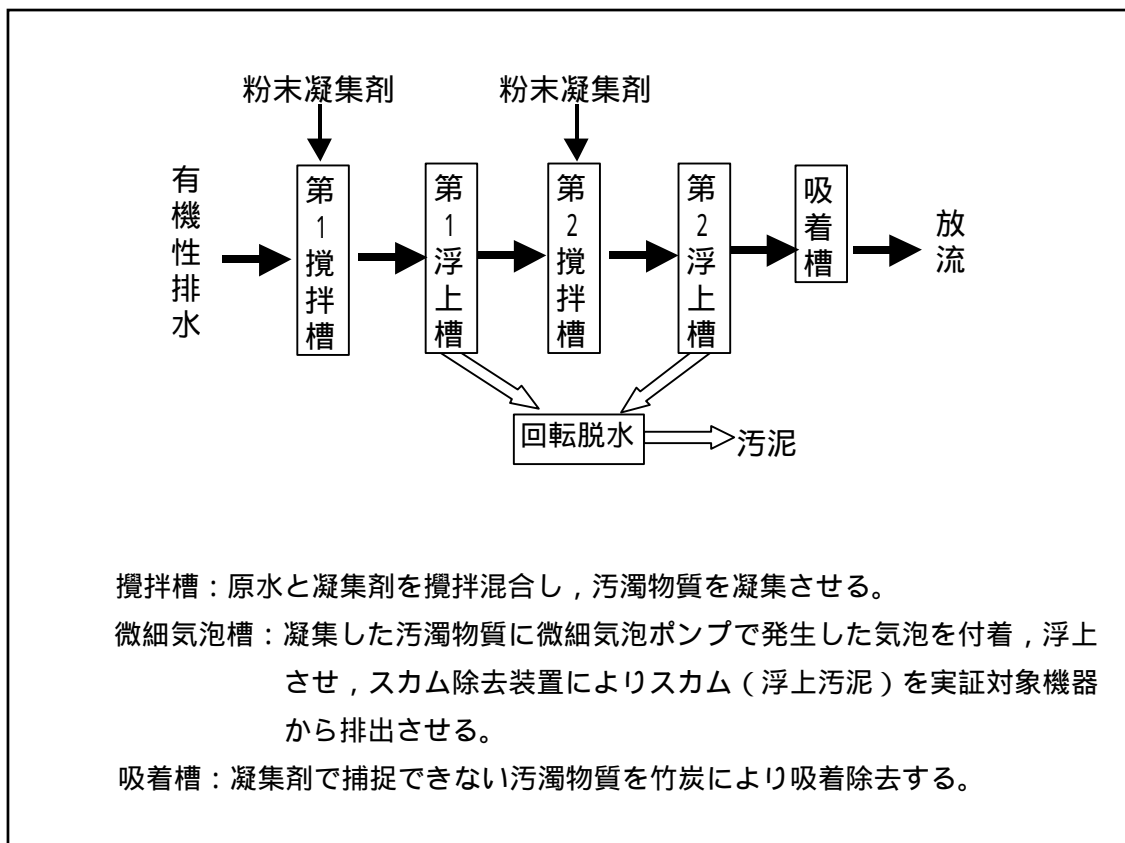 粉末凝集剤
粉末凝集剤
有機性排水
第1攪拌槽
第1浮上槽
第2攪拌槽
第2浮上槽
吸着槽
放流
回転脱水
汚泥
攪拌槽：原水と凝集剤を攪拌混合し，汚濁物質を凝集させる。
微細気泡槽：凝集した汚濁物質に微細気泡ポンプで発生した気泡を付着，浮上
させ，スカム除去装置によりスカム（浮上汚泥）を実証対象機器
から排出させる。
吸着槽：凝集剤で捕捉できない汚濁物質を竹炭により吸着除去する。